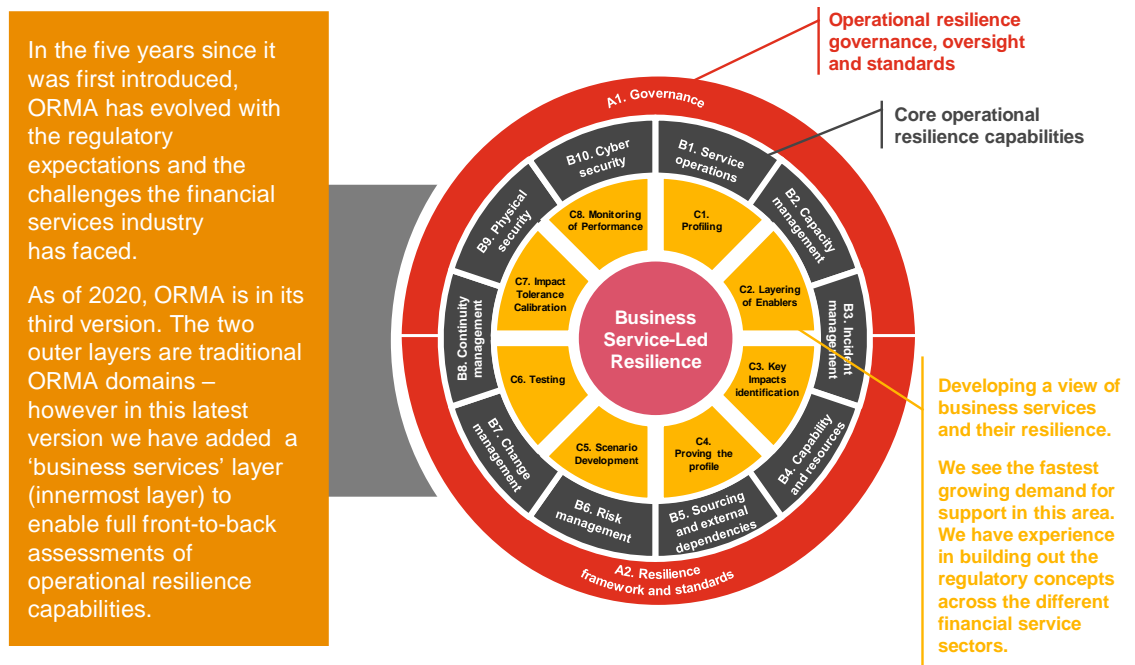 In the five years since it
was first introduced,
ORMA has evolved with
the regulatory
expectations and the
challenges the financial
services industry
has faced.
As of 2020, ORMA is in its
third version. The two
outer layers are traditional
ORMA domains –
however in this latest
version we have added a
‘business services’ layer
(innermost layer) to
enable full front-to-back
assessments of
operational resilience
capabilities.
Operational resilience
governance, oversight
and standards
Core operational
resilience capabilities
A1. Governance
B1. Service
operations
B2. Capacity
management
B3. Incident
management
B4. Capability
and resources
B5. Sourcing
and external
dependencies
B6. Risk
management
B7. Change
management
B8. Continuity
management
B9. Physical
security
B10. Cyber
security
C1.
Profiling
C2. Layering
of Enablers
C3. Key
Impacts
identification
C4.
Proving the
profile
C5. Scenario
Development
C6. Testing
C7. Impact
Tolerance
Calibration
C8. Monitoring
of Performance
Business
Service-Led
Resilience
A2. Resilience
framework and standards
Developing a view of
business services
and their resilience.
We see the fastest
growing demand for
support in this area.
We have experience
in building out the
regulatory concepts
across the different
financial service
sectors.